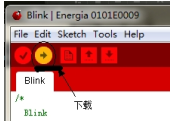 Blink | Energia 0101E0009
File Edit Sketch Tools Help
Blink
/*
下载
Blink